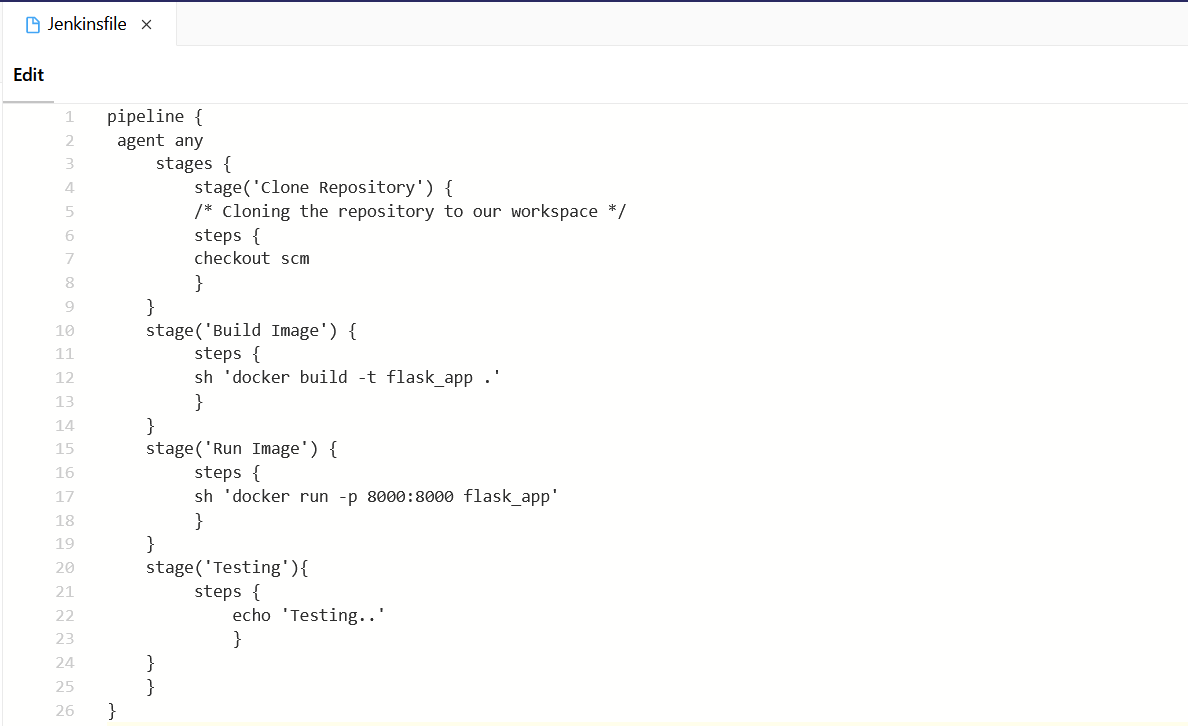 Jenkinsfile ×
Edit
1 pipeline {
2  agent any
3      stages {
4          stage('Clone Repository') {
5          /* Cloning the repository to our workspace */
6          steps {
7          checkout scm
8          }
9     }
10     stage('Build Image') {
11          steps {
12          sh 'docker build -t flask_app .'
13          }
14     }
15     stage('Run Image') {
16          steps {
17          sh 'docker run -p 8000:8000 flask_app'
18          }
19     }
20     stage('Testing'){
21          steps {
22              echo 'Testing..'
23              }
24     }
25     }
26 }